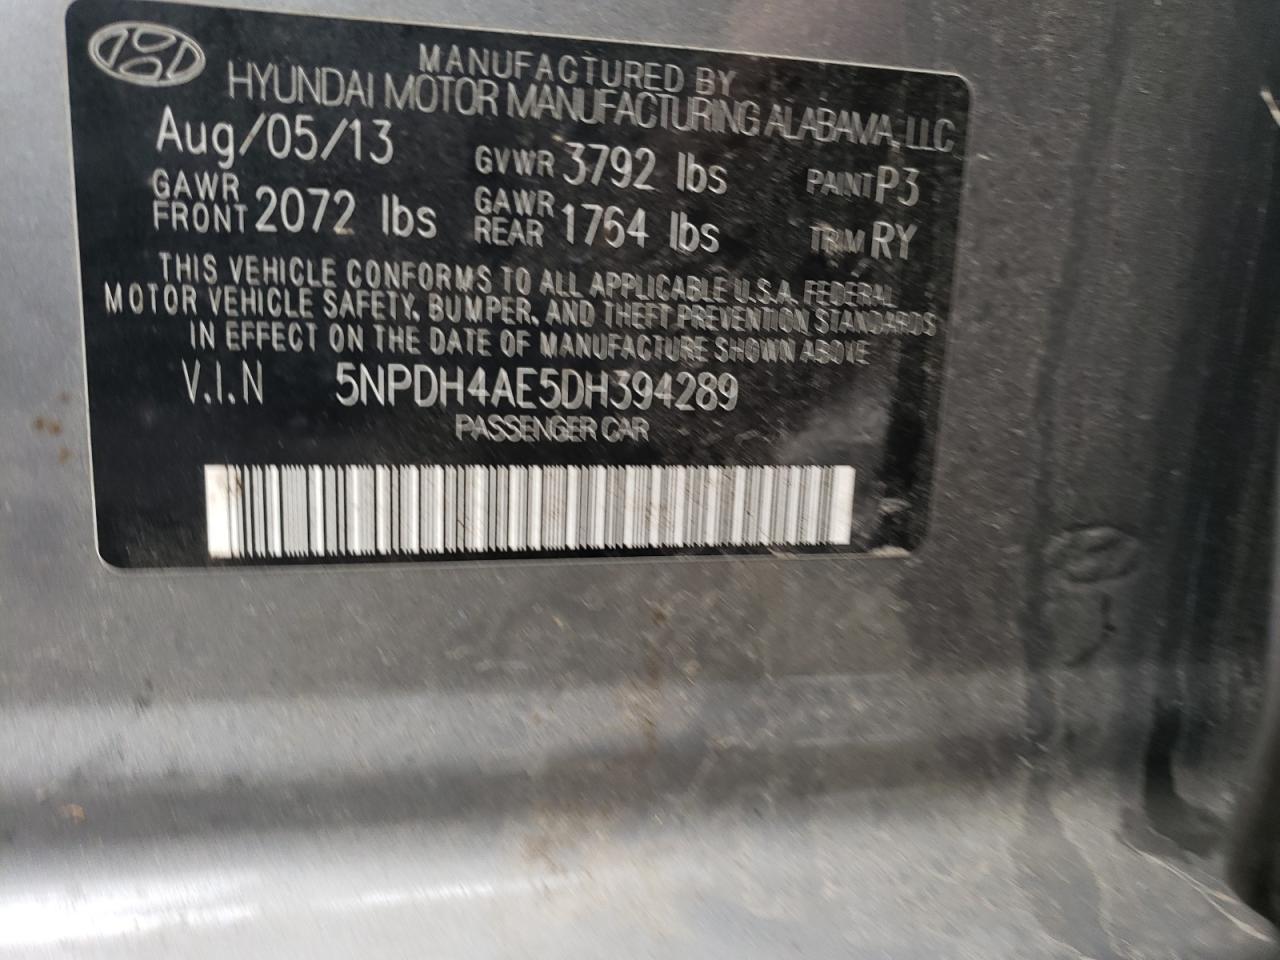 MANUFACTURED BY
HYUNDAI MOTOR MANUFACTURING ALABAMA, LLC
Aug/05/13 GVWR 3792 lbs PAINT P3
GAWR FRONT 2072 lbs GAWR REAR 1764 lbs TRIM RY
THIS VEHICLE CONFORMS TO ALL APPLICABLE U.S.A. FEDERAL
MOTOR VEHICLE SAFETY, BUMPER, AND THEFT PREVENTION STANDARDS
IN EFFECT ON THE DATE OF MANUFACTURE SHOWN ABOVE
V.I.N 5NPDH4AE5DH394289
PASSENGER CAR